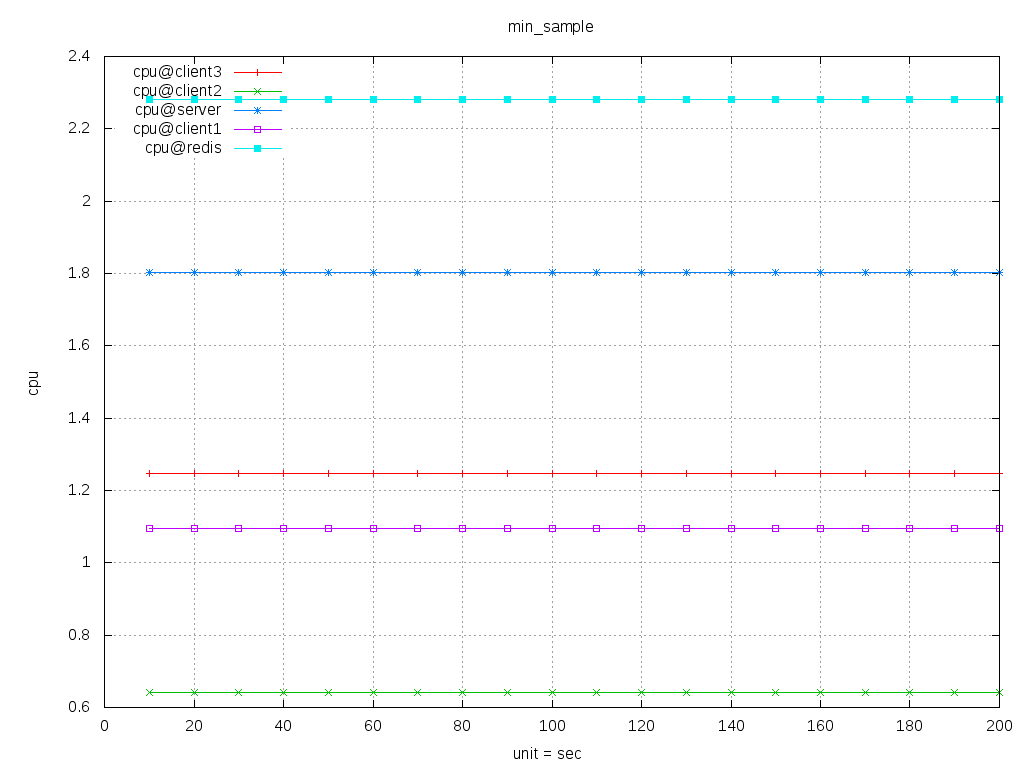 min_sample
2.4
2.2
2
1.8
1.6
1.4
1.2
1
0.8
0.6
cpu@client3
cpu@client2
cpu@server
cpu@client1
cpu@redis
cpu
0 20 40 60 80 100 120 140 160 180 200
unit = sec